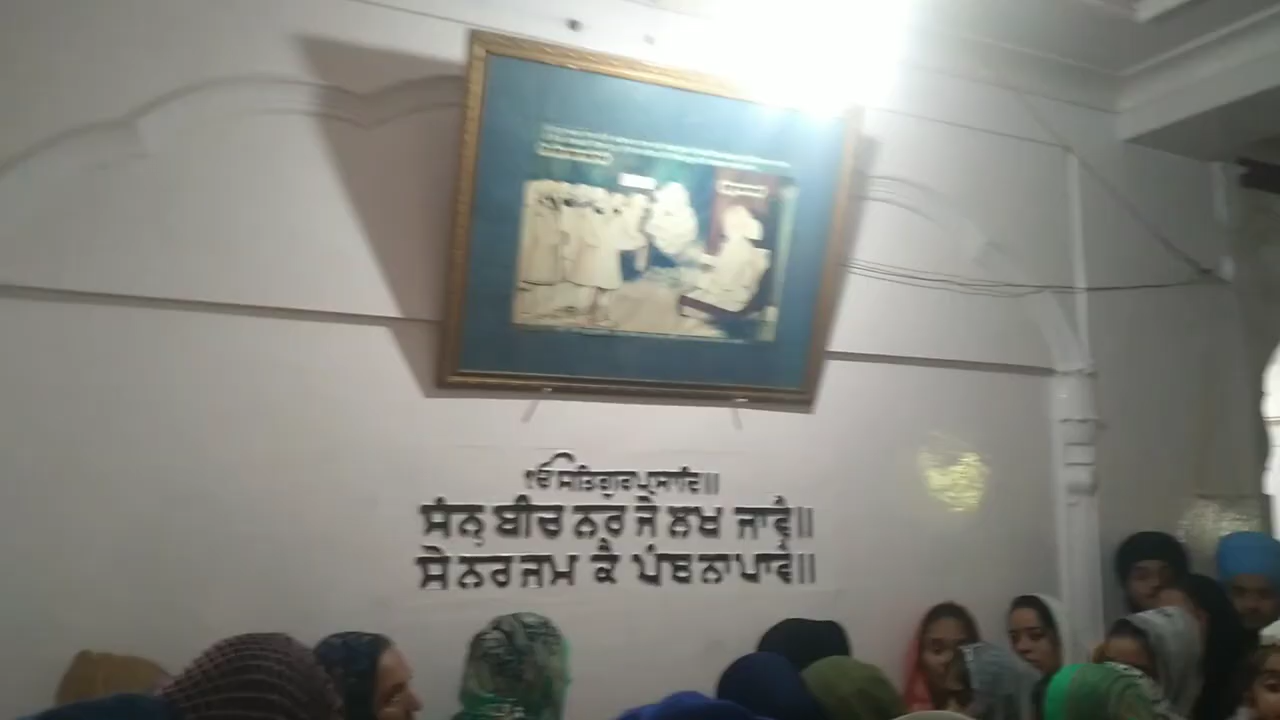 ੴ ਸਤਿਗੁਰ ਪ੍ਰਸਾਦਿ॥
ਸੰਨ੍ ਬੀਚ ਨਰ ਜੋ ਲਖ ਜਾਵੇ॥
ਸੋ ਨਰ ਜਮ ਕੈ ਪੰਥ ਨਾ ਪਾਵੇ॥